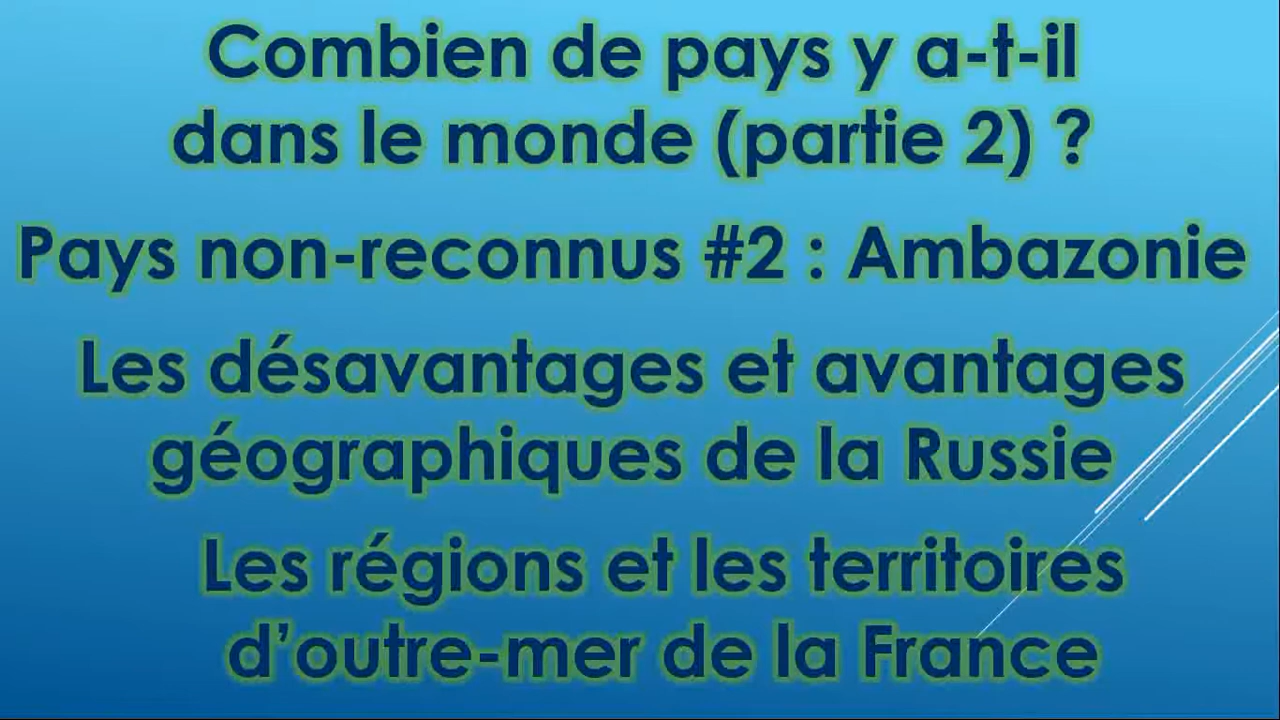 Combien de pays y a-t-il
dans le monde (partie 2) ?
Pays non-reconnus #2 : Ambazonie
Les désavantages et avantages
géographiques de la Russie
Les régions et les territoires
d’outre-mer de la France